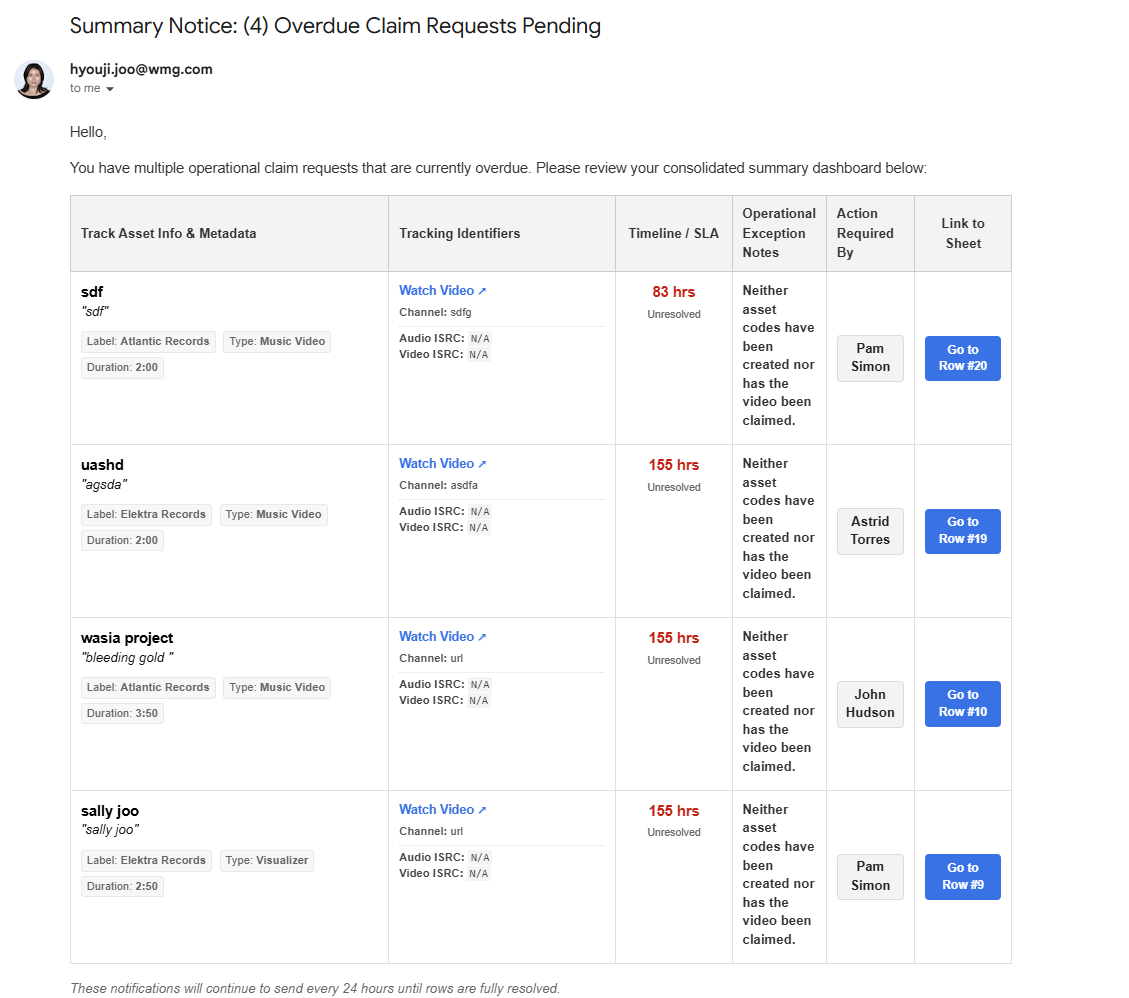 Summary Notice: (4) Overdue Claim Requests Pending
hyouji.joo@wmg.com
to me
Hello,
You have multiple operational claim requests that are currently overdue. Please review your consolidated summary dashboard below:
Track Asset Info & Metadata
Tracking Identifiers
Timeline / SLA
Operational
Exception
Notes
Action
Required
By
Link to
Sheet
sdf
"sdf"
Label: Atlantic Records
Type: Music Video
Duration: 2:00
Watch Video ↗
Channel: sdfg
Audio ISRC: N/A
Video ISRC: N/A
83 hrs
Unresolved
Neither
asset
codes have
been
created nor
has the
video been
claimed.
Pam
Simon
Go to
Row #20
uashd
"agsda"
Label: Elektra Records
Type: Music Video
Duration: 2:00
Watch Video ↗
Channel: asdfa
Audio ISRC: N/A
Video ISRC: N/A
155 hrs
Unresolved
Neither
asset
codes have
been
created nor
has the
video been
claimed.
Astrid
Torres
Go to
Row #19
wasia project
"bleeding gold "
Label: Atlantic Records
Type: Music Video
Duration: 3:50
Watch Video ↗
Channel: url
Audio ISRC: N/A
Video ISRC: N/A
155 hrs
Unresolved
Neither
asset
codes have
been
created nor
has the
video been
claimed.
John
Hudson
Go to
Row #10
sally joo
"sally joo"
Label: Elektra Records
Type: Visualizer
Duration: 2:50
Watch Video ↗
Channel: url
Audio ISRC: N/A
Video ISRC: N/A
155 hrs
Unresolved
Neither
asset
codes have
been
created nor
has the
video been
claimed.
Pam
Simon
Go to
Row #9
These notifications will continue to send every 24 hours until rows are fully resolved.